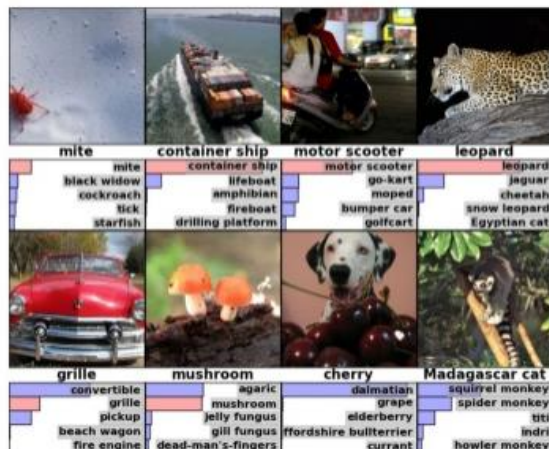 mite
container ship
motor scooter
leopard
mite
black widow
cockroach
tick
starfish
container ship
lifeboat
amphibian
fireboat
drilling platform
motor scooter
go-kart
moped
bumper car
golfcart
leopard
jaguar
cheetah
snow leopard
Egyptian cat
grille
mushroom
cherry
Madagascar cat
convertible
grille
pickup
beach wagon
fire engine
agaric
mushroom
jelly fungus
gill fungus
dead-man's-fingers
dalmatian
grape
elderberry
ffordshire bullterrier
currant
squirrel monkey
spider monkey
titi
indri
howler monkey